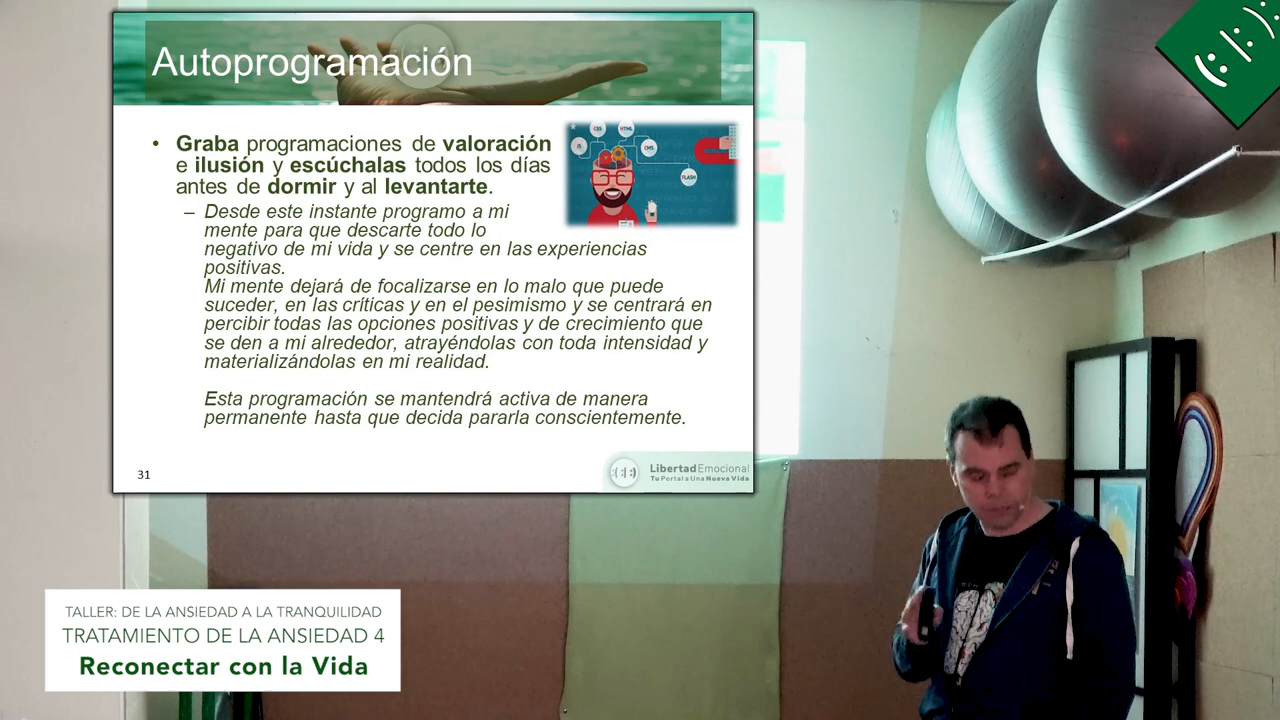 Autoprogramación
• Graba programaciones de valoración
e ilusión y escúchalas todos los días
antes de dormir y al levantarte.
– Desde este instante programo a mi
mente para que descarte todo lo
negativo de mi vida y se centre en las experiencias
positivas.
Mi mente dejará de focalizarse en lo malo que puede
suceder, en las críticas y en el pesimismo y se centrará en
percibir todas las opciones positivas y de crecimiento que
se den a mi alrededor, atrayéndolas con toda intensidad y
materializándolas en mi realidad.
Esta programación se mantendrá activa de manera
permanente hasta que decida pararla conscientemente.
CSS
HTML
JS
CMS
FLASH
31
LibertadEmocional
Tu Portal a Una Nueva Vida
TALLER: DE LA ANSIEDAD A LA TRANQUILIDAD
TRATAMIENTO DE LA ANSIEDAD 4
Reconectar con la Vida